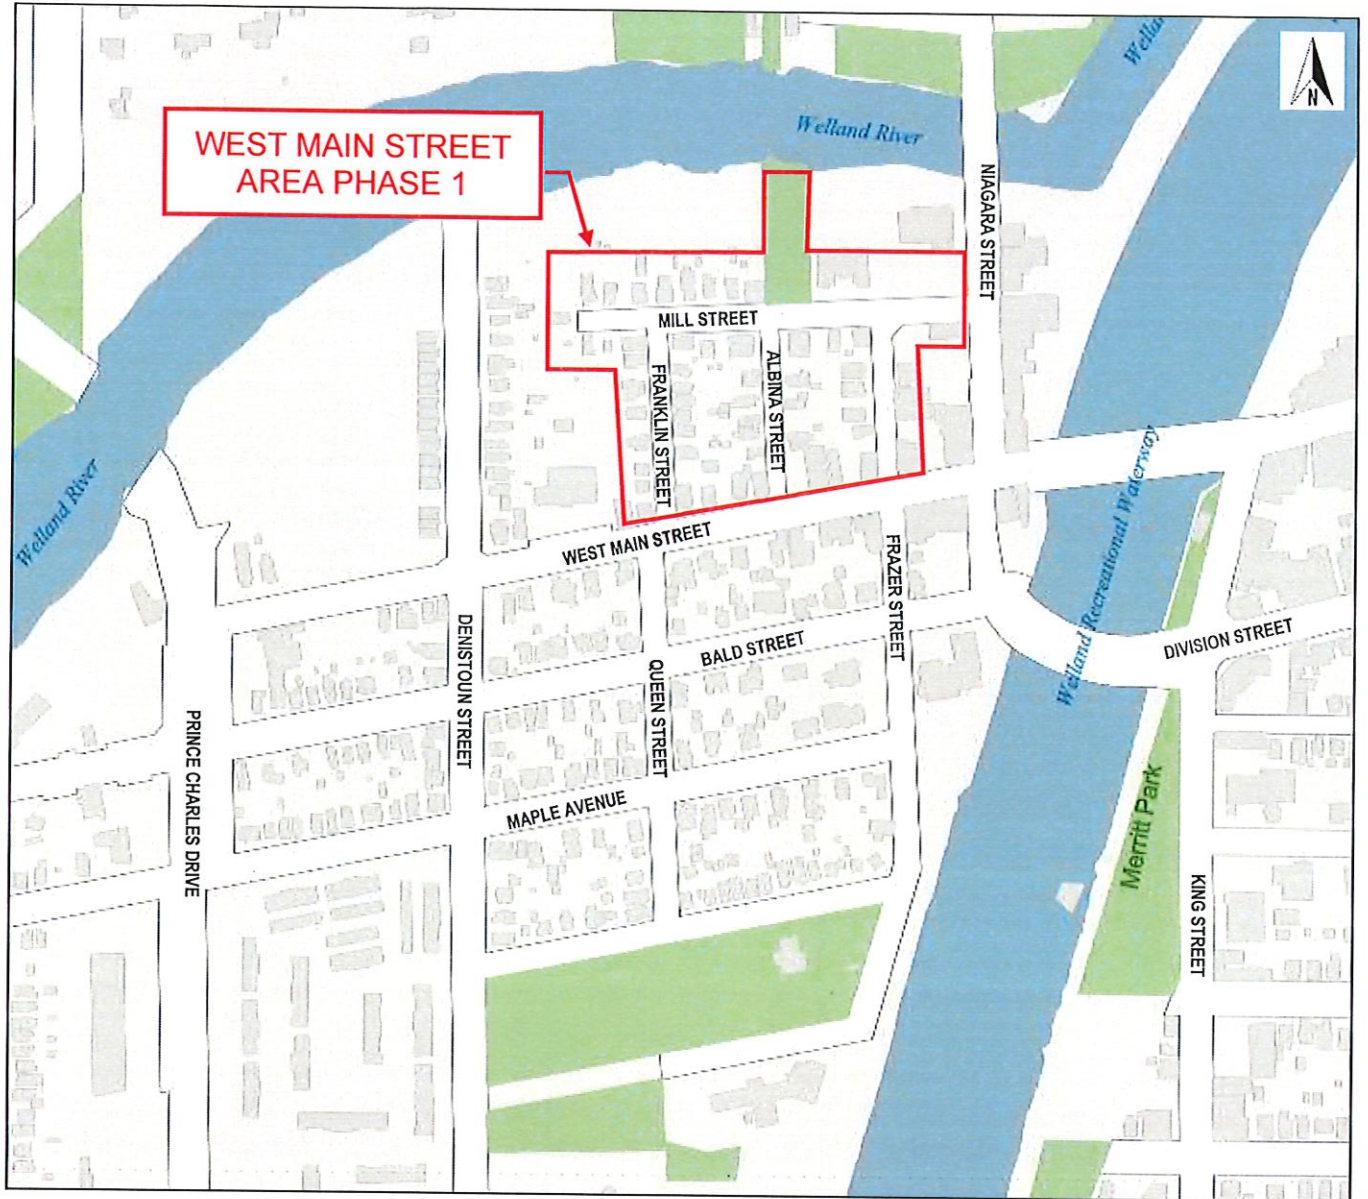 Wella
WEST MAIN STREET
AREA PHASE 1
Welland River
N
NIAGARA STREET
MILL STREET
FRANKLIN STREET
ALBINA STREET
Welland River
WEST MAIN STREET
Welland Recreational Waterway
FRAZER STREET
DENISTOUN STREET
BALD STREET
DIVISION STREET
QUEEN STREET
PRINCE CHARLES DRIVE
MAPLE AVENUE
Merritt Park
KING STREET